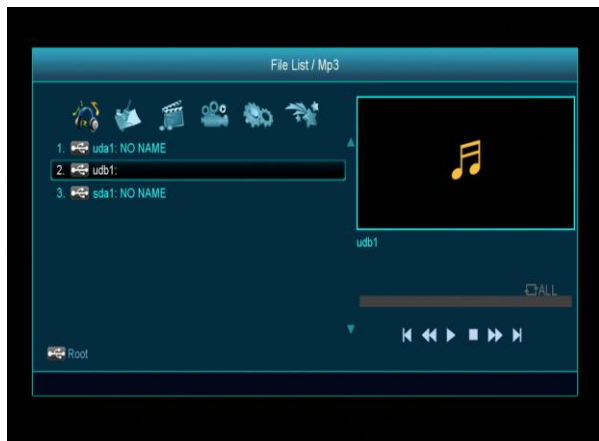 File List / Mp3
1. uda1: NO NAME
2. udb1:
3. sda1: NO NAME
udb1
ALL
Root